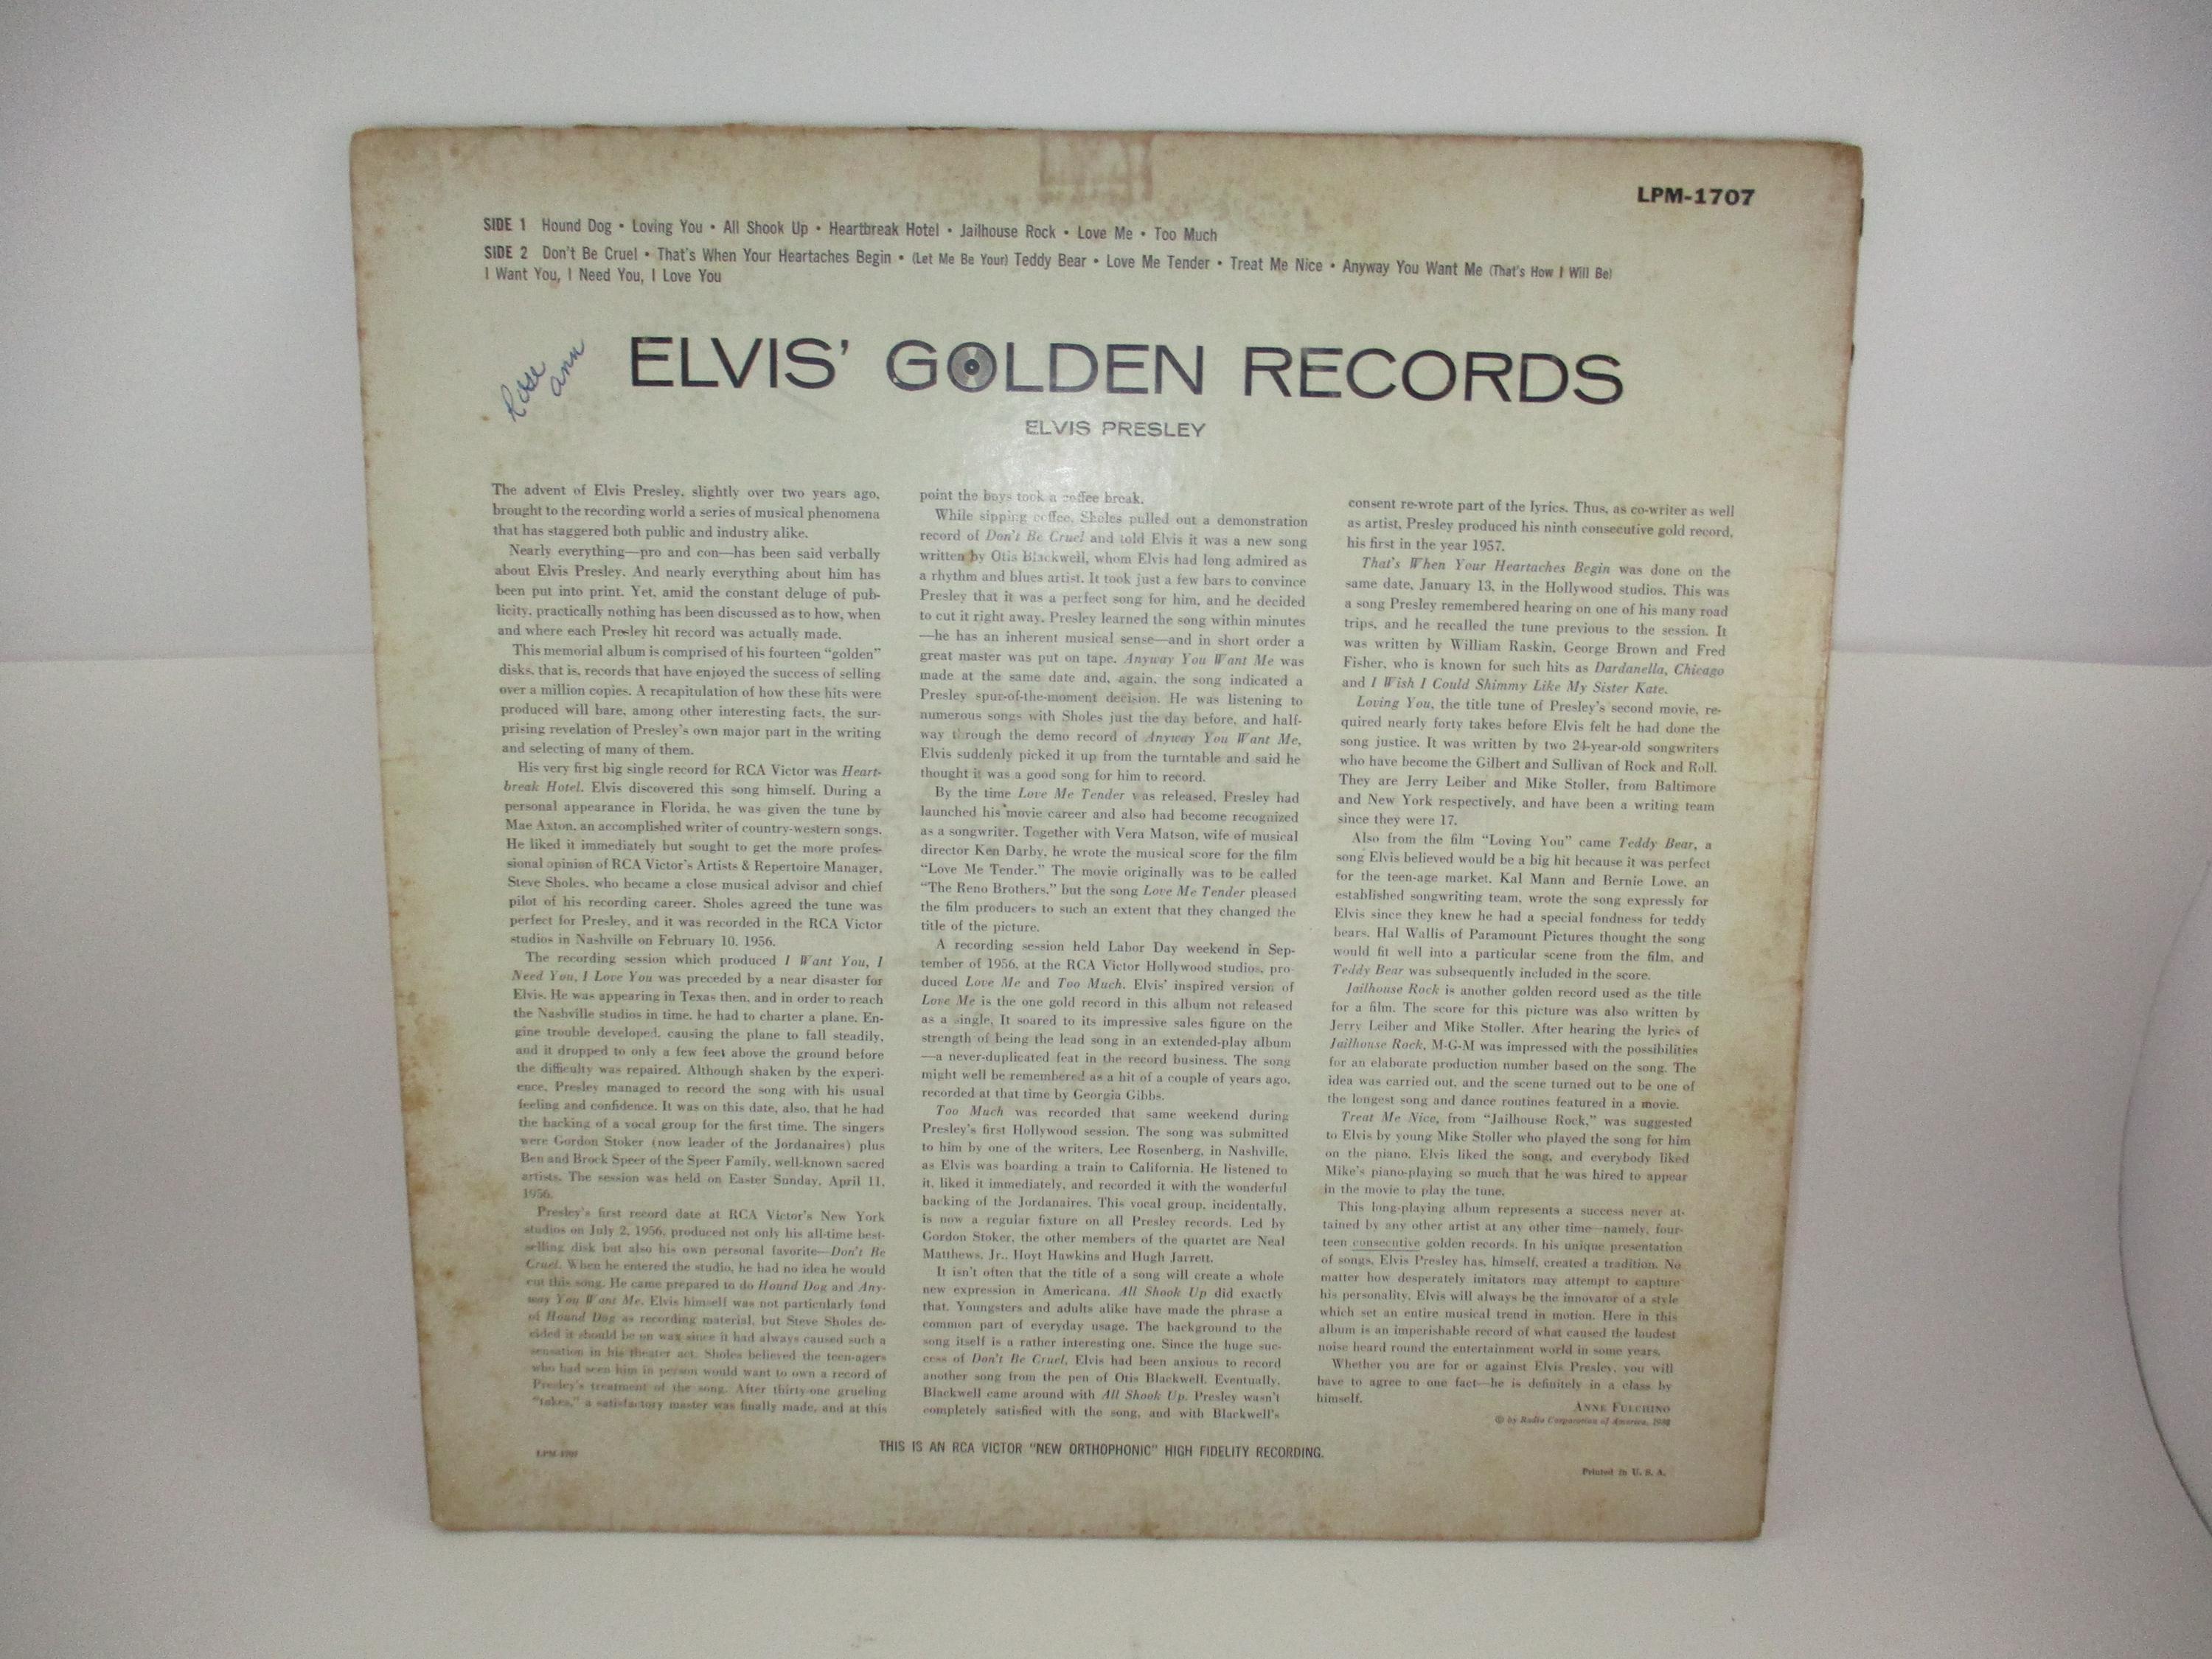 LPM-1707
SIDE 1 Hound Dog • Loving You • All Shook Up • Heartbreak Hotel • Jailhouse Rock • Love Me • Too Much
SIDE 2 Don't Be Cruel • That's When Your Heartaches Begin • (Let Me Be Your) Teddy Bear • Love Me Tender • Treat Me Nice • Anyway You Want Me (That's How I Will Be)
I Want You, I Need You, I Love You
Rose
ann
ELVIS' GOLDEN RECORDS
ELVIS PRESLEY
The advent of Elvis Presley, slightly over two years ago,
brought to the recording world a series of musical phenomena
that has staggered both public and industry alike.
Nearly everything—pro and con—has been said verbally
about Elvis Presley. And nearly everything about him has
been put into print. Yet, amid the constant deluge of pub-
licity, practically nothing has been discussed as to how, when
and where each Presley hit record was actually made.
This memorial album is comprised of his fourteen "golden"
disks, that is, records that have enjoyed the success of selling
over a million copies. A recapitulation of how these hits were
produced will bare, among other interesting facts, the sur-
prising revelation of Presley's own major part in the writing
and selecting of many of them.
His very first big single record for RCA Victor was Heart-
break Hotel. Elvis discovered this song himself. During a
personal appearance in Florida, he was given the tune by
Mae Axton, an accomplished writer of country-western songs.
He liked it immediately but sought to get the more profes-
sional opinion of RCA Victor's Artists & Repertoire Manager,
Steve Sholes, who became a close musical advisor and chief
pilot of his recording career. Sholes agreed the tune was
perfect for Presley, and it was recorded in the RCA Victor
studios in Nashville on February 10, 1956.
The recording session which produced I Want You, I
Need You, I Love You was preceded by a near disaster for
Elvis. He was appearing in Texas then, and in order to reach
the Nashville studios in time, he had to charter a plane. En-
gine trouble developed, causing the plane to fall steadily,
and it dropped to only a few feet above the ground before
the difficulty was repaired. Although shaken by the experi-
ence, Presley managed to record the song with his usual
feeling and confidence. It was on this date, also, that he had
the backing of a vocal group for the first time. The singers
were Gordon Stoker (now leader of the Jordanaires) plus
Ben and Brock Speer of the Speer Family, well-known sacred
artists. The session was held on Easter Sunday, April 11,
1956.
Presley's first record date at RCA Victor's New York
studios on July 2, 1956, produced not only his all-time best-
selling disk but also his own personal favorite—Don't Be
Cruel. When he entered the studio, he had no idea he would
cut this song. He came prepared to do Hound Dog and Any-
way You Want Me. Elvis himself was not particularly fond
of Hound Dog as recording material, but Steve Sholes de-
cided it should be on wax since it had always caused such a
sensation in his theater act. Sholes believed the teen-agers
who had seen him in person would want to own a record of
Presley's treatment of the song. After thirty-one grueling
"takes," a satisfactory master was finally made, and at this
point the boys took a coffee break.
While sipping coffee, Sholes pulled out a demonstration
record of Don't Be Cruel and told Elvis it was a new song
written by Otis Blackwell, whom Elvis had long admired as
a rhythm and blues artist. It took just a few bars to convince
Presley that it was a perfect song for him, and he decided
to cut it right away. Presley learned the song within minutes
—he has an inherent musical sense—and in short order a
great master was put on tape. Anyway You Want Me was
made at the same date and, again, the song indicated a
Presley spur-of-the-moment decision. He was listening to
numerous songs with Sholes just the day before, and half-
way through the demo record of Anyway You Want Me,
Elvis suddenly picked it up from the turntable and said he
thought it was a good song for him to record.
By the time Love Me Tender was released, Presley had
launched his movie career and also had become recognized
as a songwriter. Together with Vera Matson, wife of musical
director Ken Darby, he wrote the musical score for the film
"Love Me Tender." The movie originally was to be called
"The Reno Brothers," but the song Love Me Tender pleased
the film producers to such an extent that they changed the
title of the picture.
A recording session held Labor Day weekend in Sep-
tember of 1956, at the RCA Victor Hollywood studios, pro-
duced Love Me and Too Much. Elvis' inspired version of
Love Me is the one gold record in this album not released
as a single. It soared to its impressive sales figure on the
strength of being the lead song in an extended-play album
—a never-duplicated feat in the record business. The song
might well be remembered as a hit of a couple of years ago,
recorded at that time by Georgia Gibbs.
Too Much was recorded that same weekend during
Presley's first Hollywood session. The song was submitted
to him by one of the writers, Lee Rosenberg, in Nashville,
as Elvis was boarding a train to California. He listened to
it, liked it immediately, and recorded it with the wonderful
backing of the Jordanaires. This vocal group, incidentally,
is now a regular fixture on all Presley records. Led by
Gordon Stoker, the other members of the quartet are Neal
Matthews, Jr., Hoyt Hawkins and Hugh Jarrett.
It isn't often that the title of a song will create a whole
new expression in Americana. All Shook Up did exactly
that. Youngsters and adults alike have made the phrase a
common part of everyday usage. The background to the
song itself is a rather interesting one. Since the huge suc-
cess of Don't Be Cruel, Elvis had been anxious to record
another song from the pen of Otis Blackwell. Eventually,
Blackwell came around with All Shook Up. Presley wasn't
completely satisfied with the song, and with Blackwell's
consent re-wrote part of the lyrics. Thus, as co-writer as well
as artist, Presley produced his ninth consecutive gold record,
his first in the year 1957.
That's When Your Heartaches Begin was done on the
same date, January 13, in the Hollywood studios. This was
a song Presley remembered hearing on one of his many road
trips, and he recalled the tune previous to the session. It
was written by William Raskin, George Brown and Fred
Fisher, who is known for such hits as Dardanella, Chicago
and I Wish I Could Shimmy Like My Sister Kate.
Loving You, the title tune of Presley's second movie, re-
quired nearly forty takes before Elvis felt he had done the
song justice. It was written by two 24-year-old songwriters
who have become the Gilbert and Sullivan of Rock and Roll.
They are Jerry Leiber and Mike Stoller, from Baltimore
and New York respectively, and have been a writing team
since they were 17.
Also from the film "Loving You" came Teddy Bear, a
song Elvis believed would be a big hit because it was perfect
for the teen-age market. Kal Mann and Bernie Lowe, an
established songwriting team, wrote the song expressly for
Elvis since they knew he had a special fondness for teddy
bears. Hal Wallis of Paramount Pictures thought the song
would fit well into a particular scene from the film, and
Teddy Bear was subsequently included in the score.
Jailhouse Rock is another golden record used as the title
for a film. The score for this picture was also written by
Jerry Leiber and Mike Stoller. After hearing the lyrics of
Jailhouse Rock, M-G-M was impressed with the possibilities
for an elaborate production number based on the song. The
idea was carried out, and the scene turned out to be one of
the longest song and dance routines featured in a movie.
Treat Me Nice, from "Jailhouse Rock," was suggested
to Elvis by young Mike Stoller who played the song for him
on the piano. Elvis liked the song, and everybody liked
Mike's piano-playing so much that he was hired to appear
in the movie to play the tune.
This long-playing album represents a success never at-
tained by any other artist at any other time—namely, four-
teen consecutive golden records. In his unique presentation
of songs, Elvis Presley has, himself, created a tradition. No
matter how desperately imitators may attempt to capture
his personality, Elvis will always be the innovator of a style
which set an entire musical trend in motion. Here in this
album is an imperishable record of what caused the loudest
noise heard round the entertainment world in some years.
Whether you are for or against Elvis Presley, you will
have to agree to one fact—he is definitely in a class by
himself.
ANNE FULCHINO
© by Radio Corporation of America, 1958
THIS IS AN RCA VICTOR "NEW ORTHOPHONIC" HIGH FIDELITY RECORDING.
LPM-1707
Printed in U. S. A.